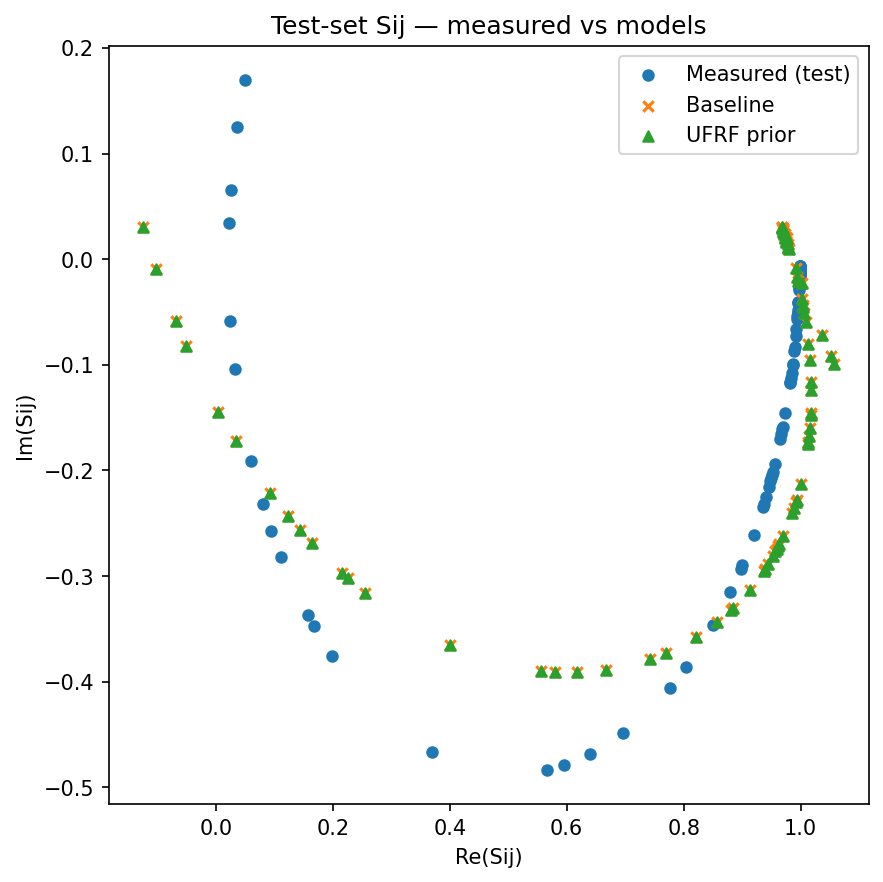 Test-set Sij — measured vs models
Measured (test)
Baseline
UFRF prior
0.2
0.1
0.0
−0.1
−0.2
−0.3
−0.4
−0.5
Im(Sij)
0.0 0.2 0.4 0.6 0.8 1.0
Re(Sij)